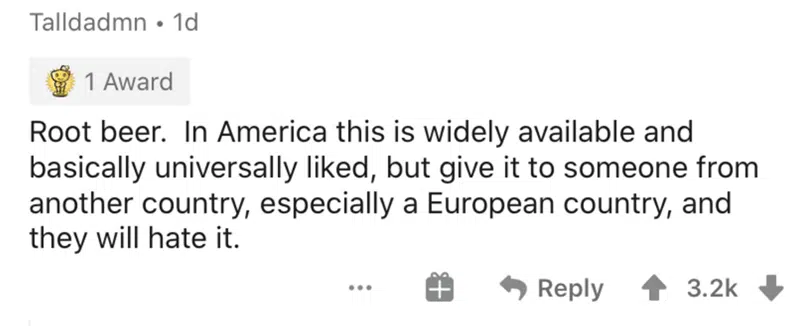 Talldadmn • 1d
1 Award
Root beer.  In America this is widely available and
basically universally liked, but give it to someone from
another country, especially a European country, and
they will hate it.
... Reply 3.2k